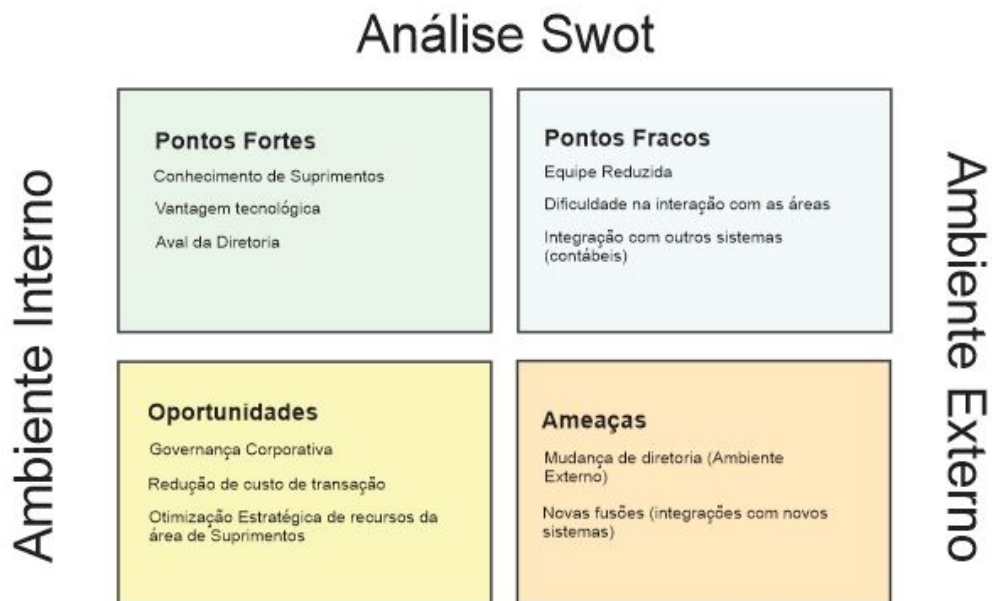 Análise Swot
Ambiente Interno
Pontos Fortes
Conhecimento de Suprimentos
Vantagem tecnológica
Aval da Diretoria
Pontos Fracos
Equipe Reduzida
Dificuldade na interação com as áreas
Integração com outros sistemas
(contábeis)
Oportunidades
Governança Corporativa
Redução de custo de transação
Otimização Estratégica de recursos da
área de Suprimentos
Ameaças
Mudança de diretoria (Ambiente
Externo)
Novas fusões (integrações com novos
sistemas)
Ambiente Externo